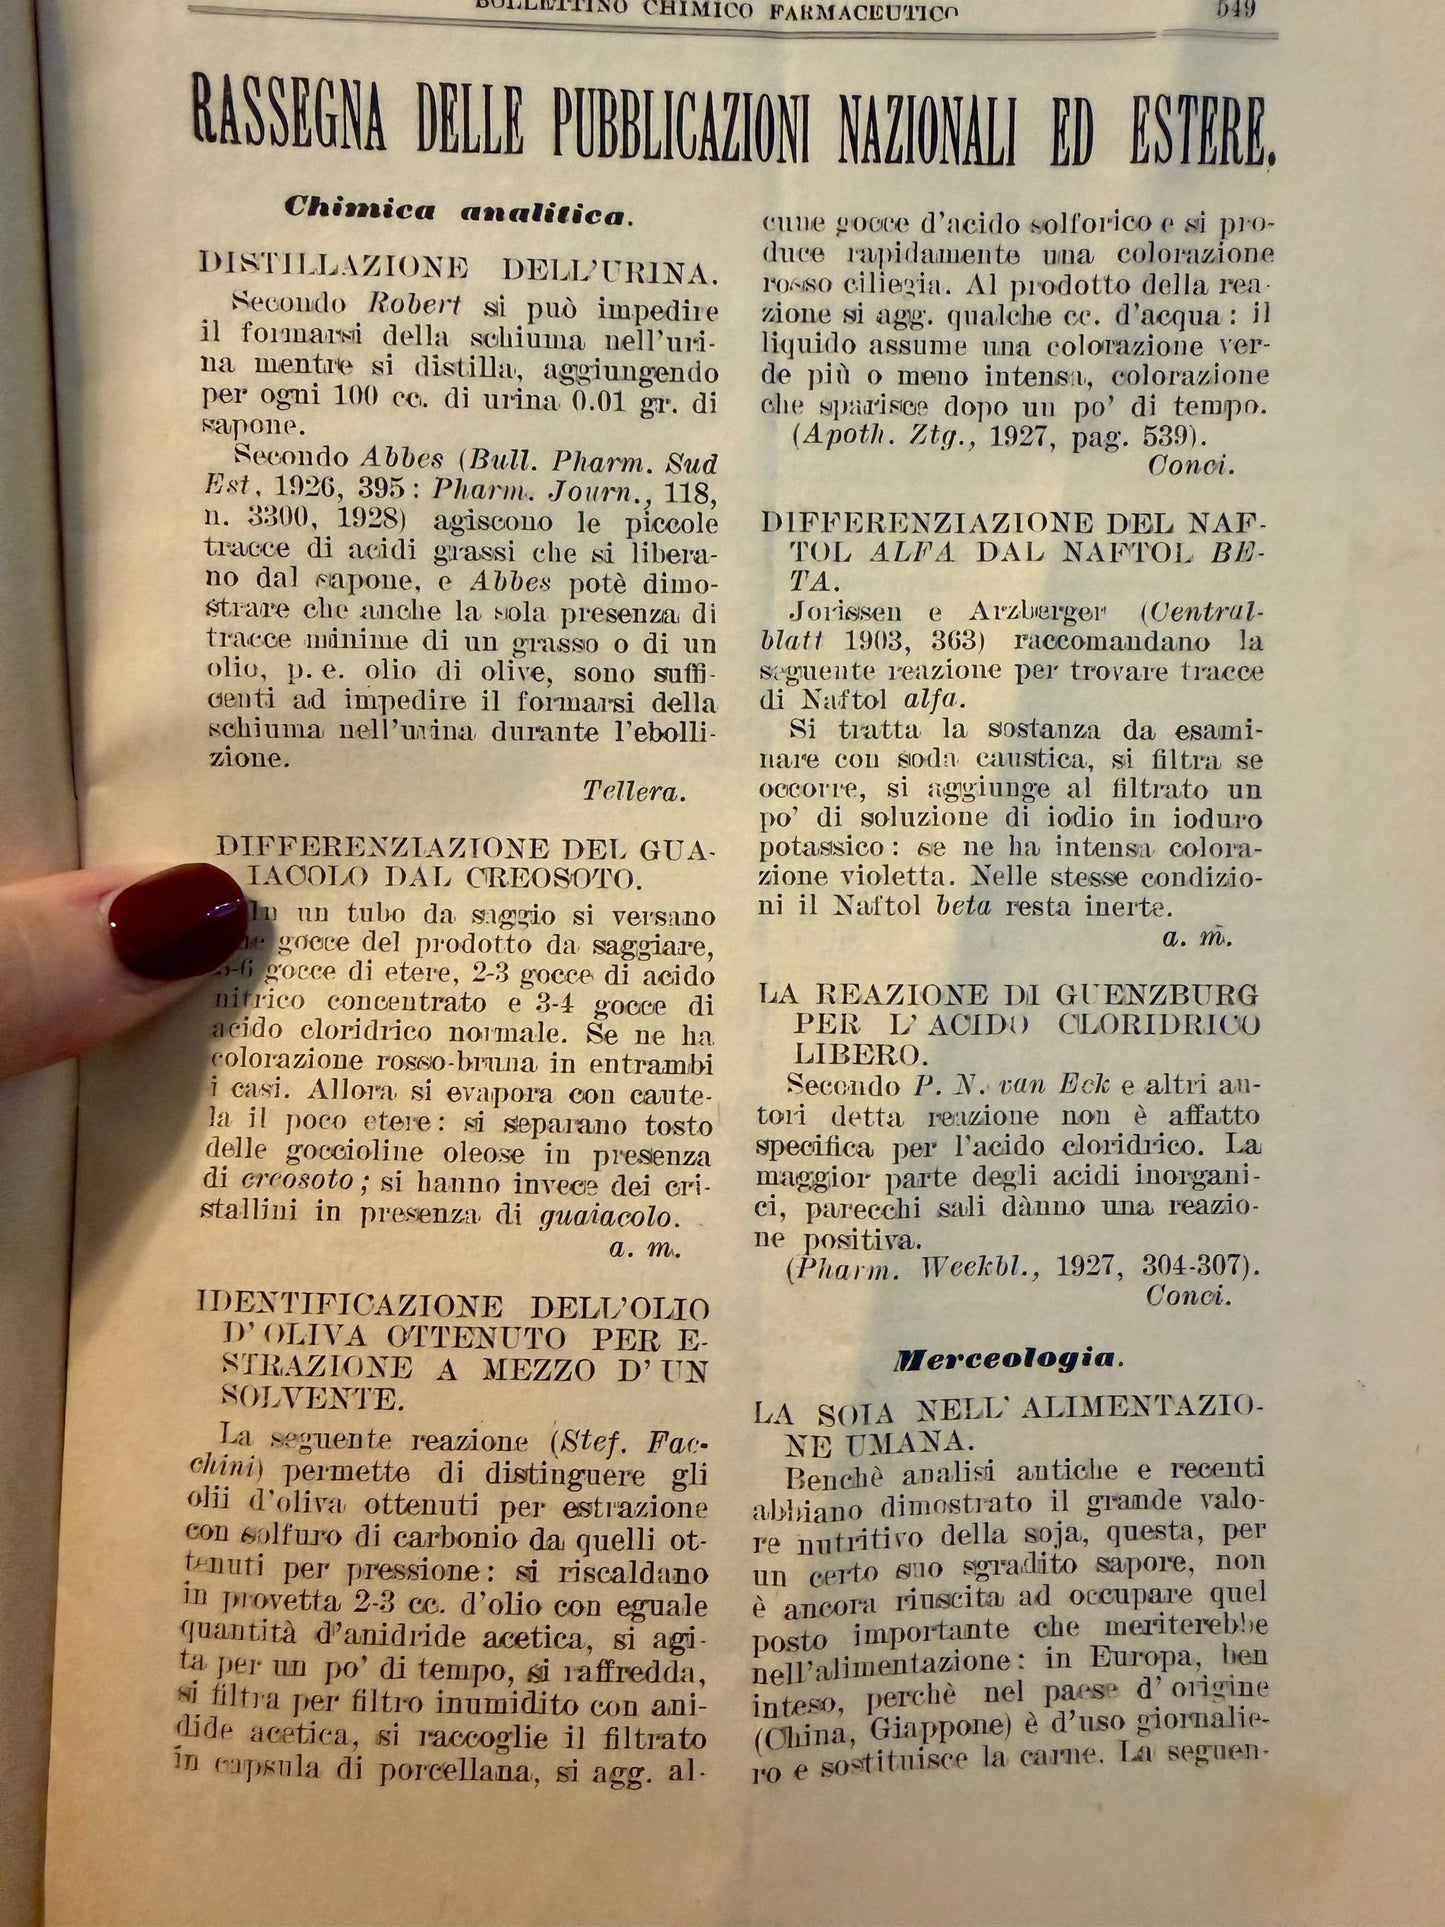 BOLLETTINO CHIMICO FARMACEUTICO 549
RASSEGNA DELLE PUBBLICAZIONI NAZIONALI ED ESTERE.
Chimica analitica.
DISTILLAZIONE DELL'URINA.
Secondo Robert si può impedire
il formarsi della schiuma nell'uri-
na mentre si distilla, aggiungendo
per ogni 100 cc. di urina 0.01 gr. di
sapone.
Secondo Abbes (Bull. Pharm. Sud
Est, 1926, 395: Pharm. Journ., 118,
n. 3300, 1928) agiscono le piccole
tracce di acidi grassi che si libera-
no dal sapone, e Abbes potè dimo-
strare che anche la sola presenza di
tracce minime di un grasso o di un
olio, p. e. olio di olive, sono suffi-
centi ad impedire il formarsi della
schiuma nell'urina durante l'ebolli-
zione.
Tellera.
DIFFERENZIAZIONE DEL GUA-
IACOLO DAL CREOSOTO.
In un tubo da saggio si versano
gocce del prodotto da saggiare,
5-6 gocce di etere, 2-3 gocce di acido
nitrico concentrato e 3-4 gocce di
acido cloridrico normale. Se ne ha
colorazione rosso-bruna in entrambi
i casi. Allora si evapora con caute-
la il poco etere: si separano tosto
delle goccioline oleose in presenza
di creosoto; si hanno invece dei cri-
stallini in presenza di guaiacolo.
a. m.
IDENTIFICAZIONE DELL'OLIO
D'OLIVA OTTENUTO PER E-
STRAZIONE A MEZZO D'UN
SOLVENTE.
La seguente reazione (Stef. Fac-
chini) permette di distinguere gli
olii d'oliva ottenuti per estrazione
con solfuro di carbonio da quelli ot-
tenuti per pressione: si riscaldano
in provetta 2-3 cc. d'olio con eguale
quantità d'anidride acetica, si agi-
ta per un po' di tempo, si raffredda,
si filtra per filtro inumidito con ani-
dide acetica, si raccoglie il filtrato
in capsula di porcellana, si agg. al-
cune gocce d'acido solforico e si pro-
duce rapidamente una colorazione
rosso ciliegia. Al prodotto della rea-
zione si agg. qualche cc. d'acqua: il
liquido assume una colorazione ver-
de più o meno intensa, colorazione
che sparisce dopo un po' di tempo.
(Apoth. Ztg., 1927, pag. 539).
Conci.
DIFFERENZIAZIONE DEL NAF-
TOL ALFA DAL NAFTOL BE-
TA.
Jorissen e Arzberger (Central-
blatt 1903, 363) raccomandano la
seguente reazione per trovare tracce
di Naftol alfa.
Si tratta la sostanza da esami-
nare con soda caustica, si filtra se
occorre, si aggiunge al filtrato un
po' di soluzione di iodio in ioduro
potassico: se ne ha intensa colora-
zione violetta. Nelle stesse condizio-
ni il Naftol beta resta inerte.
a. m.
LA REAZIONE DI GUENZBURG
PER L'ACIDO CLORIDRICO
LIBERO.
Secondo P. N. van Eck e altri au-
tori detta reazione non è affatto
specifica per l'acido cloridrico. La
maggior parte degli acidi inorgani-
ci, parecchi sali dànno una reazio-
ne positiva.
(Pharm. Weekbl., 1927, 304-307).
Conci.
Merceologia.
LA SOIA NELL'ALIMENTAZIO-
NE UMANA.
Benchè analisi antiche e recenti
abbiano dimostrato il grande valo-
re nutritivo della soja, questa, per
un certo suo sgradito sapore, non
è ancora riuscita ad occupare quel
posto importante che meriterebbe
nell'alimentazione: in Europa, ben
inteso, perchè nel paese d'origine
(China, Giappone) è d'uso giornalie-
ro e sostituisce la carne. La seguen-